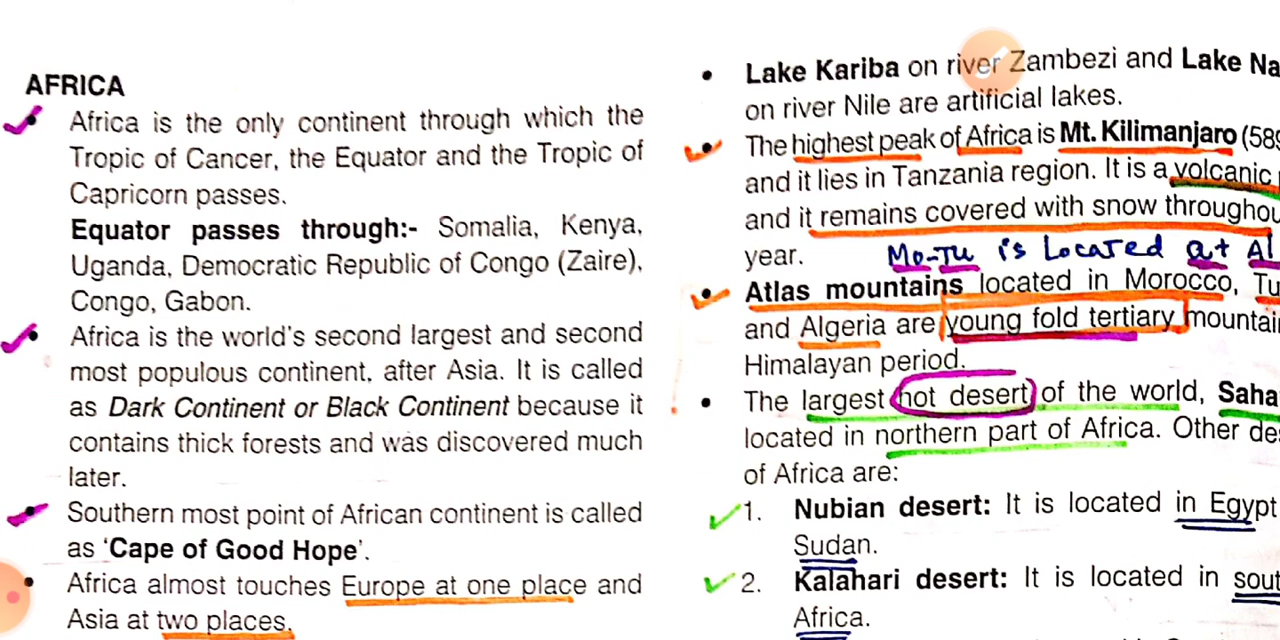 AFRICA
Africa is the only continent through which the
Tropic of Cancer, the Equator and the Tropic of
Capricorn passes.
Equator passes through:- Somalia, Kenya,
Uganda, Democratic Republic of Congo (Zaire),
Congo, Gabon.
Africa is the world's second largest and second
most populous continent, after Asia. It is called
as Dark Continent or Black Continent because it
contains thick forests and was discovered much
later.
Southern most point of African continent is called
as 'Cape of Good Hope'.
• Africa almost touches Europe at one place and
Asia at two places.
• Lake Kariba on river Zambezi and Lake Na
on river Nile are artificial lakes.
The highest peak of Africa is Mt. Kilimanjaro (589
and it lies in Tanzania region. It is a volcanic
and it remains covered with snow throughou
year. is Located at Al
Atlas mountains located in Morocco, Tu
and Algeria are young fold tertiary mountai
Himalayan period.
• The largest hot desert of the world, Saha
located in northern part of Africa. Other de
of Africa are:
1. Nubian desert: It is located in Egypt
Sudan.
2. Kalahari desert: It is located in sout
Africa.